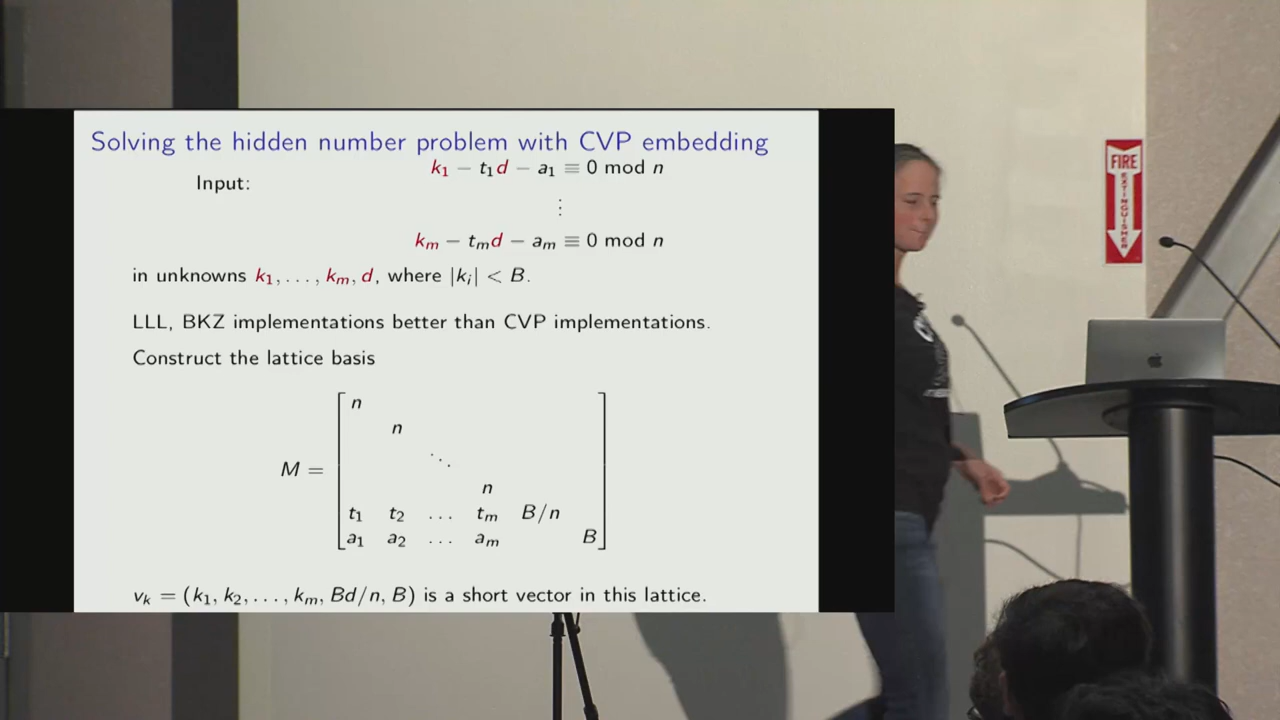 Solving the hidden number problem with CVP embedding
Input:
k₁ − t₁d − a₁ ≡ 0 mod n
⋮
kₘ − tₘd − aₘ ≡ 0 mod n
in unknowns k₁, . . . , kₘ, d, where |kᵢ| < B.
LLL, BKZ implementations better than CVP implementations.
Construct the lattice basis
n
n
⋱
M =
n
t₁ t₂ . . . tₘ B/n
a₁ a₂ . . . aₘ B
vₖ = (k₁, k₂, . . . , kₘ, Bd/n, B) is a short vector in this lattice.
FIRE
EXTINGUISHER